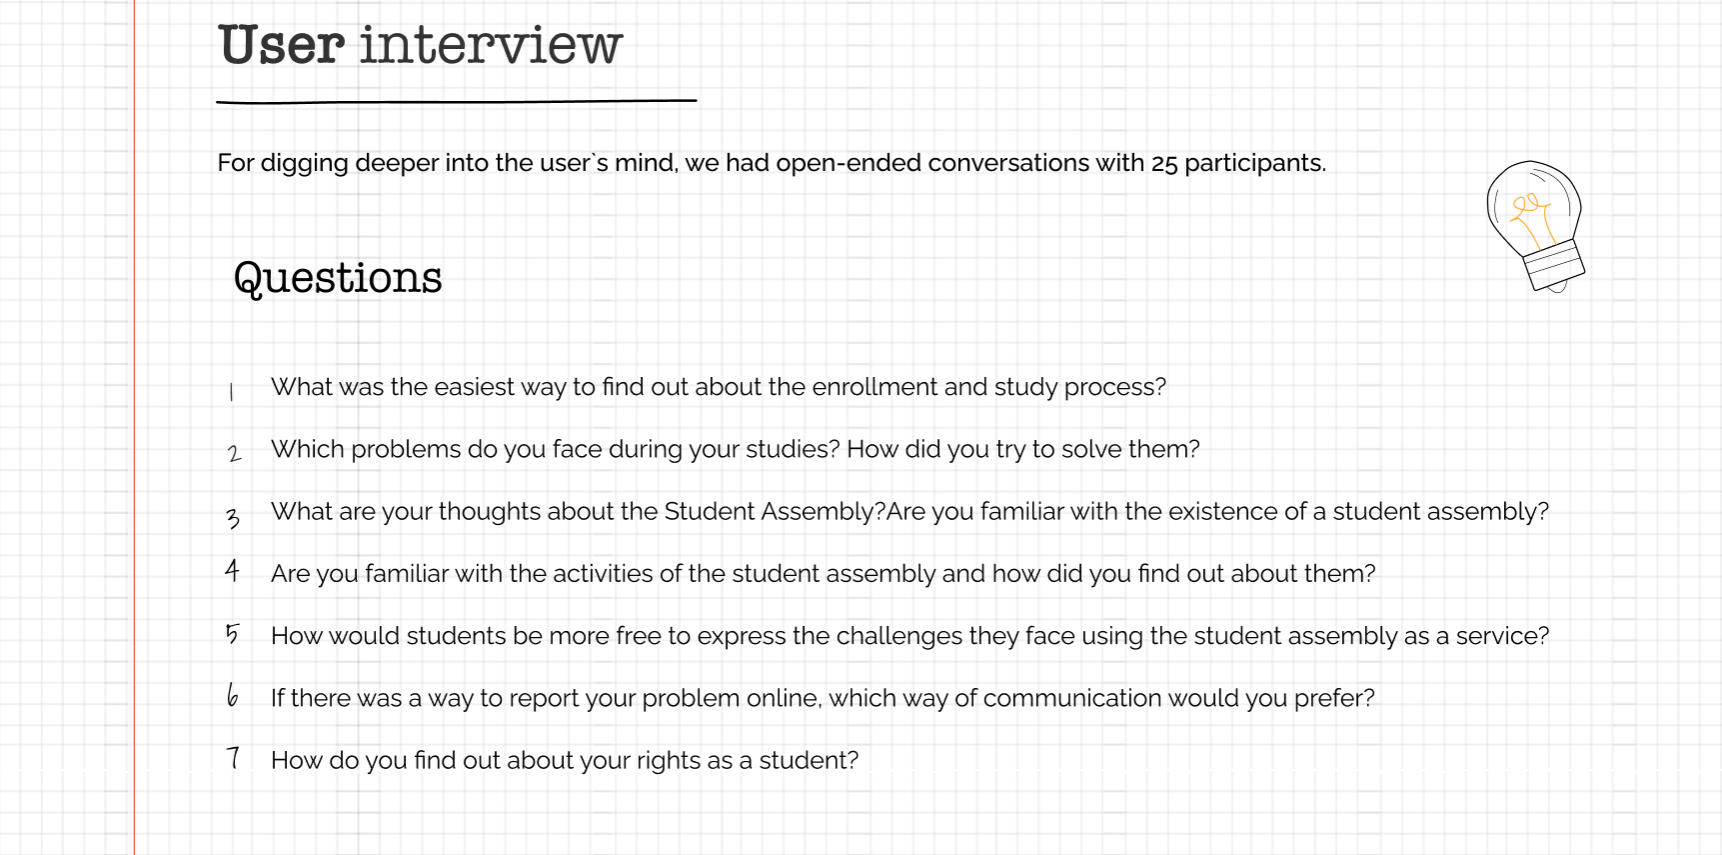 User interview
For digging deeper into the user`s mind, we had open-ended conversations with 25 participants.
Questions
1 What was the easiest way to find out about the enrollment and study process?
2 Which problems do you face during your studies? How did you try to solve them?
3 What are your thoughts about the Student Assembly?Are you familiar with the existence of a student assembly?
4 Are you familiar with the activities of the student assembly and how did you find out about them?
5 How would students be more free to express the challenges they face using the student assembly as a service?
6 If there was a way to report your problem online, which way of communication would you prefer?
7 How do you find out about your rights as a student?